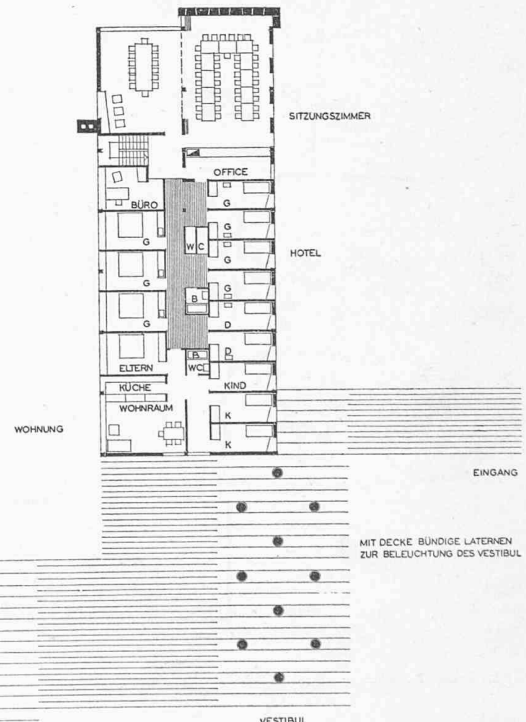 SITZUNGSZIMMER
OFFICE
BÜRO
G
G
G
W C
HOTEL
G
G
G
B
G
D
G
D
B
WC
ELTERN
KÜCHE
KIND
WOHNRAUM
K
WOHNUNG
K
EINGANG
MIT DECKE BÜNDIGE LATERNEN
ZUR BELEUCHTUNG DES VESTIBUL
VESTIBUL